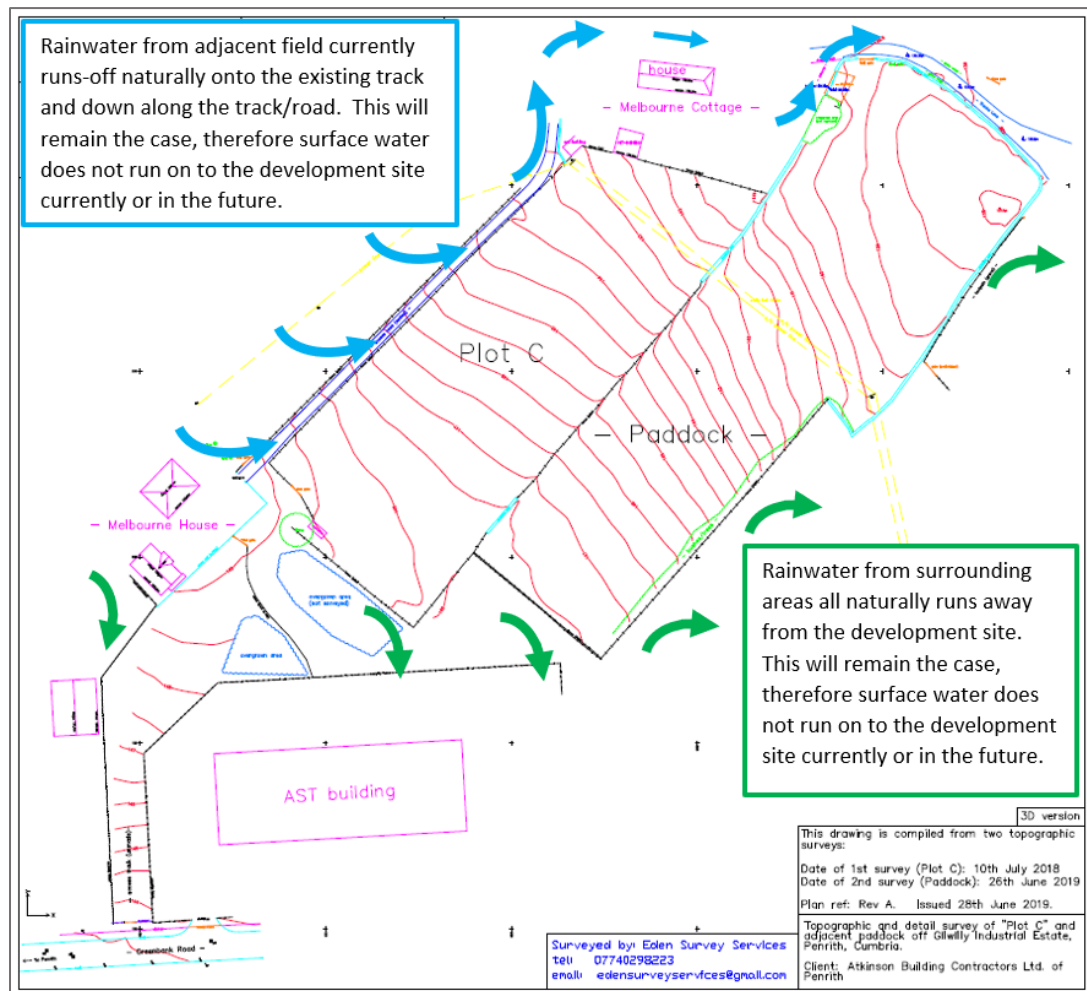 Rainwater from adjacent field currently
runs-off naturally onto the existing track
and down along the track/road.  This will
remain the case, therefore surface water
does not run on to the development site
currently or in the future.
house
— Melbourne Cottage —
Plot C
— Paddock —
— Melbourne House —
overgrown area
(not surveyed)
overgrown area
AST building
Greenbank Road —
Rainwater from surrounding
areas all naturally runs away
from the development site.
This will remain the case,
therefore surface water does
not run on to the development
site currently or in the future.
3D version
This drawing is compiled from two topographic
surveys:
Date of 1st survey (Plot C): 10th July 2018
Date of 2nd survey (Paddock): 26th June 2019
Plan ref: Rev A.    Issued 28th June 2019.
Topographic and detail survey of "Plot C" and
adjacent paddock off Gilwilly Industrial Estate,
Penrith, Cumbria.
Client: Atkinson Building Contractors Ltd. of
Penrith
Surveyed by: Eden Survey Services
tel:    07740298223
email:    edensurveyservices@gmail.com
Y
X